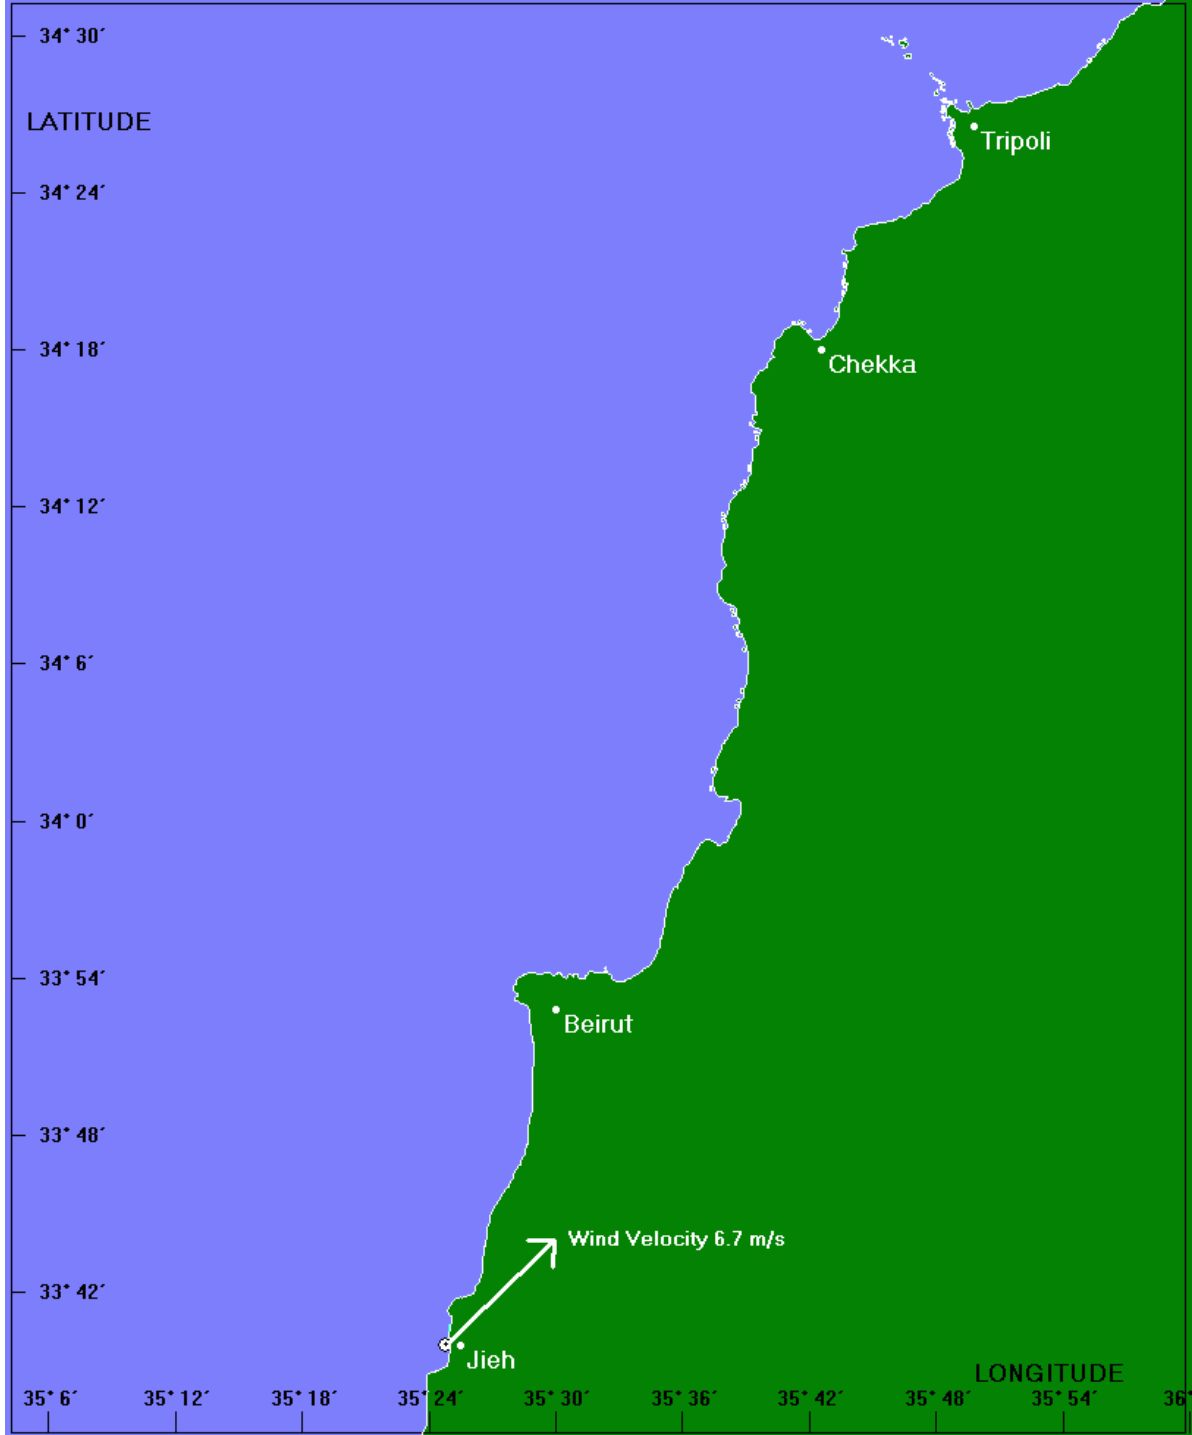 34° 30´
LATITUDE
Tripoli
34° 24´
34° 18´
Chekka
34° 12´
34° 6´
34° 0´
33° 54´
Beirut
33° 48´
Wind Velocity 6.7 m/s
33° 42´
Jieh
LONGITUDE
35° 6´ 35° 12´ 35° 18´ 35° 24´ 35° 30´ 35° 36´ 35° 42´ 35° 48´ 35° 54´ 36°